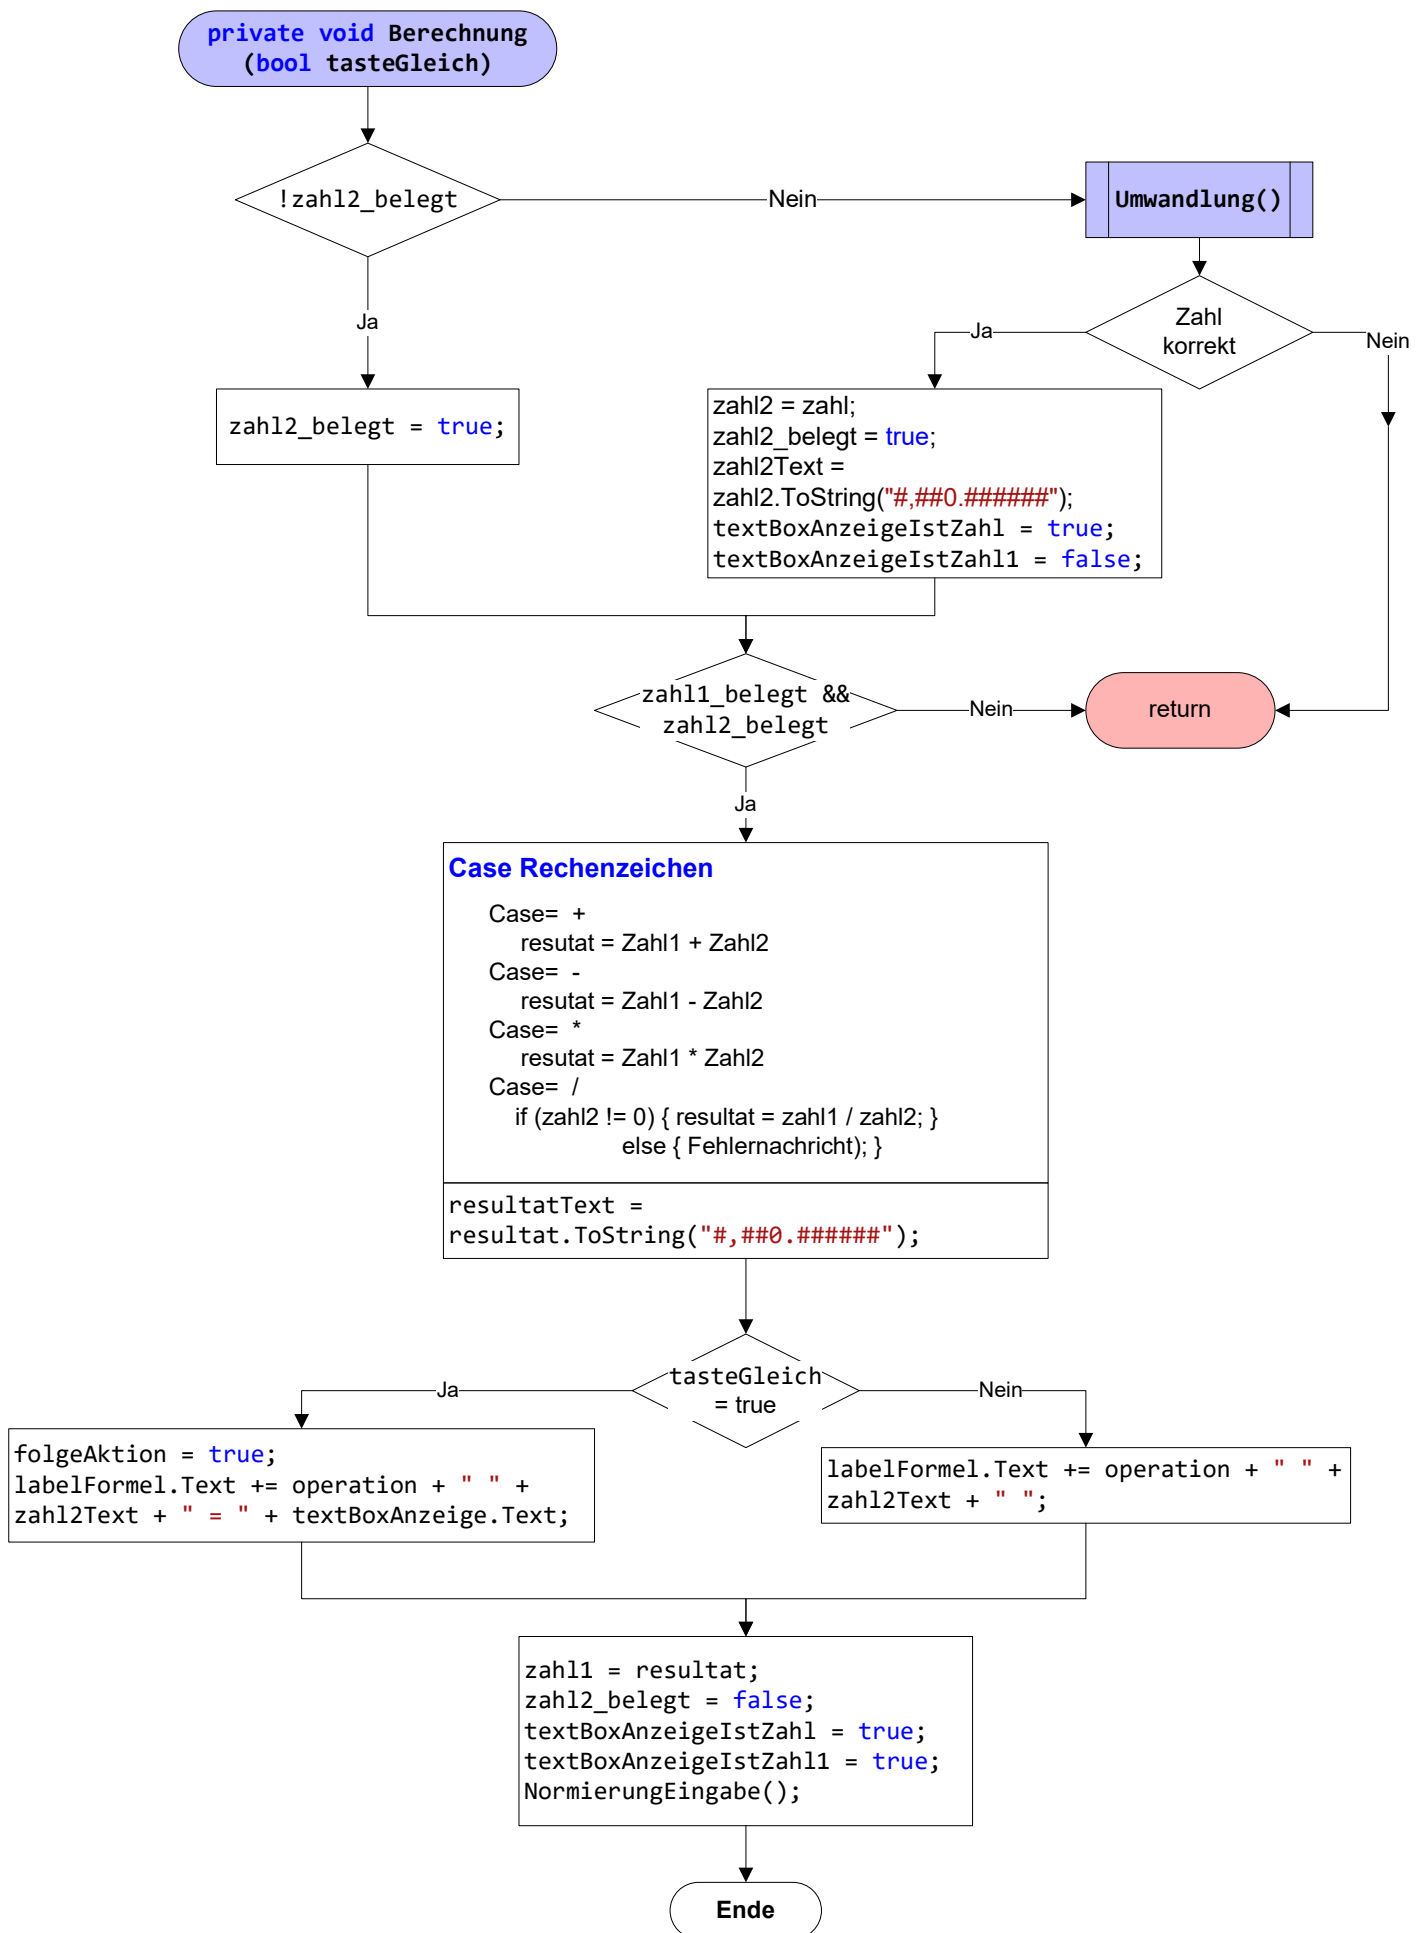 private void Berechnung
(bool tasteGleich)
!zahl2_belegt
Nein
Umwandlung()
Ja
Zahl
korrekt
Ja
Nein
zahl2_belegt = true;
zahl2 = zahl;
zahl2_belegt = true;
zahl2Text =
zahl2.ToString("#,##0.######");
textBoxAnzeigeIstZahl = true;
textBoxAnzeigeIstZahl1 = false;
zahl1_belegt &&
zahl2_belegt
Nein
return
Ja
Case Rechenzeichen
Case= +
resutat = Zahl1 + Zahl2
Case= -
resutat = Zahl1 - Zahl2
Case= *
resutat = Zahl1 * Zahl2
Case= /
if (zahl2 != 0) { resultat = zahl1 / zahl2; }
else { Fehlernachricht); }
resultatText =
resultat.ToString("#,##0.######");
tasteGleich
= true
Ja
Nein
folgeAktion = true;
labelFormel.Text += operation + " " +
zahl2Text + " = " + textBoxAnzeige.Text;
labelFormel.Text += operation + " " +
zahl2Text + " ";
zahl1 = resultat;
zahl2_belegt = false;
textBoxAnzeigeIstZahl = true;
textBoxAnzeigeIstZahl1 = true;
NormierungEingabe();
Ende